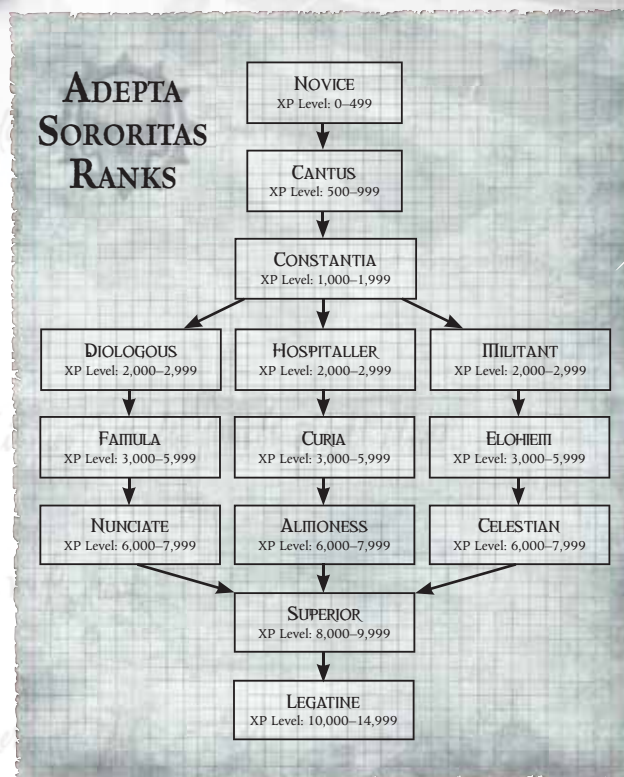 ADEPTA
SORORITAS
RANKS
NOVICE
XP Level: 0–499
CANTUS
XP Level: 500–999
CONSTANTIA
XP Level: 1,000–1,999
DIOLOGOUS
XP Level: 2,000–2,999
HOSPITALLER
XP Level: 2,000–2,999
MILITANT
XP Level: 2,000–2,999
FAMULA
XP Level: 3,000–5,999
CURIA
XP Level: 3,000–5,999
ELOHIEM
XP Level: 3,000–5,999
NUNCIATE
XP Level: 6,000–7,999
ALMONESS
XP Level: 6,000–7,999
CELESTIAN
XP Level: 6,000–7,999
SUPERIOR
XP Level: 8,000–9,999
LEGATINE
XP Level: 10,000–14,999